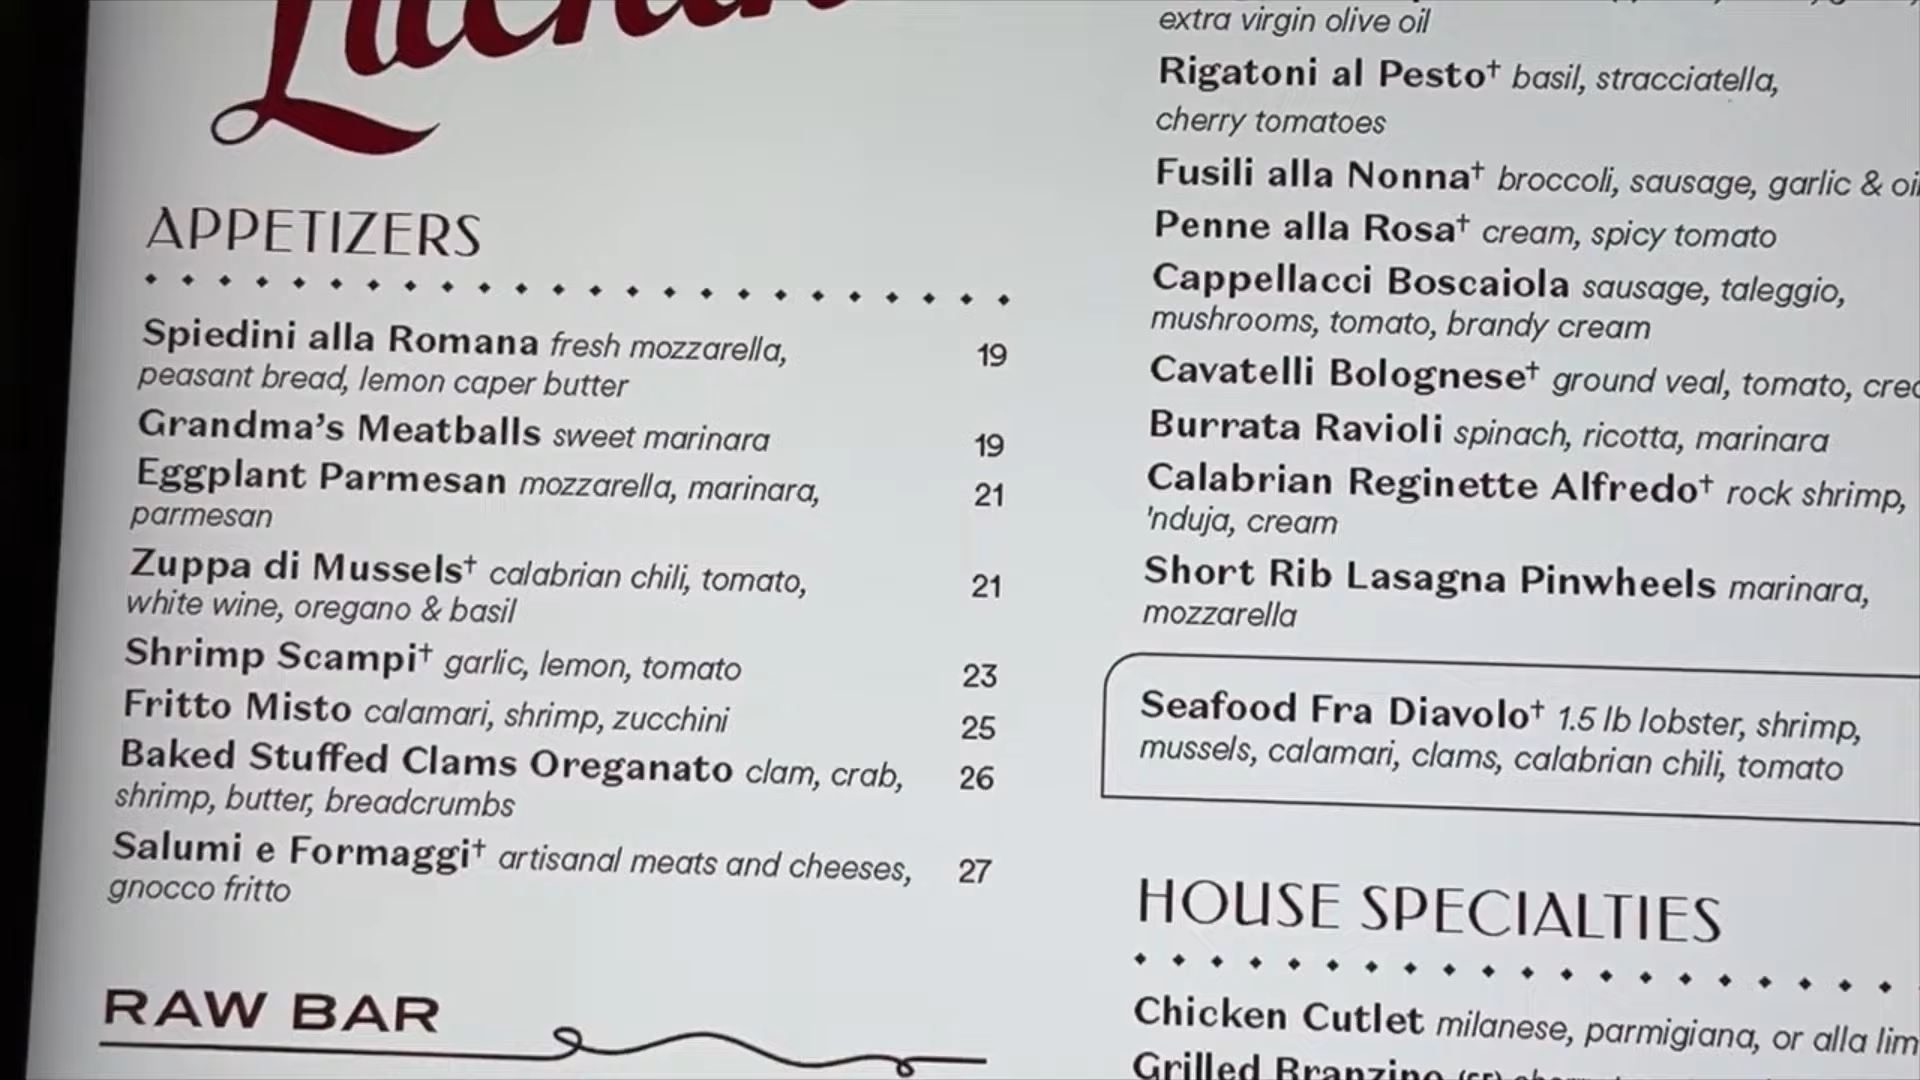 APPETIZERS
Spiedini alla Romana fresh mozzarella, 19
peasant bread, lemon caper butter
Grandma's Meatballs sweet marinara 19
Eggplant Parmesan mozzarella, marinara, 21
parmesan
Zuppa di Mussels† calabrian chili, tomato, 21
white wine, oregano & basil
Shrimp Scampi† garlic, lemon, tomato 23
Fritto Misto calamari, shrimp, zucchini 25
Baked Stuffed Clams Oreganato clam, crab, 26
shrimp, butter, breadcrumbs
Salumi e Formaggi† artisanal meats and cheeses, 27
gnocco fritto
RAW BAR
extra virgin olive oil
Rigatoni al Pesto† basil, stracciatella,
cherry tomatoes
Fusili alla Nonna† broccoli, sausage, garlic &
Penne alla Rosa† cream, spicy tomato
Cappellacci Boscaiola sausage, taleggio,
mushrooms, tomato, brandy cream
Cavatelli Bolognese† ground veal, tomato,
Burrata Ravioli spinach, ricotta, marinara
Calabrian Reginette Alfredo† rock shrimp,
'nduja, cream
Short Rib Lasagna Pinwheels marinara,
mozzarella
Seafood Fra Diavolo† 1.5 lb lobster, shrimp,
mussels, calamari, clams, calabrian chili, tomato
HOUSE SPECIALTIES
Chicken Cutlet milanese, parmigiana, or alla
Grilled Branzino